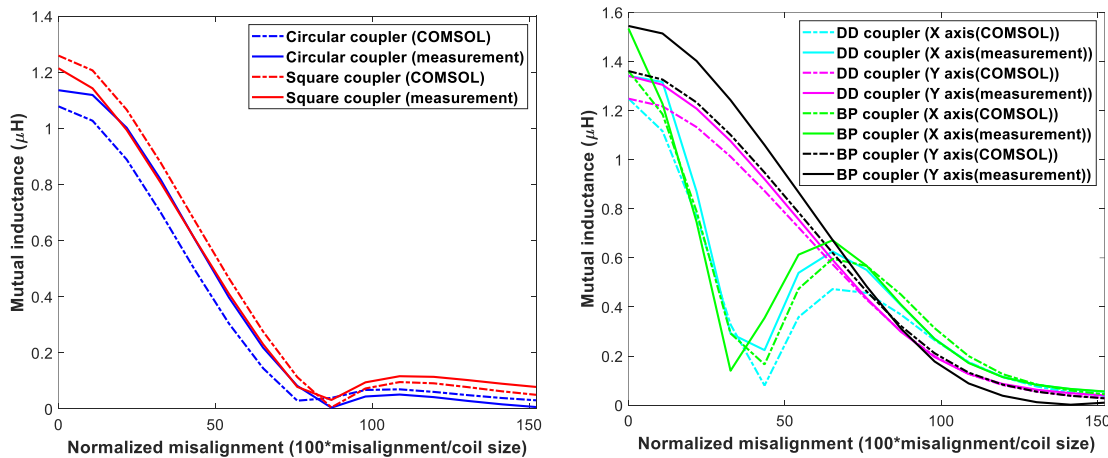 1.4
1.2
1
0.8
0.6
0.4
0.2
0
0
50
100
150
Mutual inductance (μH)
Normalized misalignment (100*misalignment/coil size)
Circular coupler (COMSOL)
Circular coupler (measurement)
Square coupler (COMSOL)
Square coupler (measurement)
1.6
1.4
1.2
1
0.8
0.6
0.4
0.2
0
0
50
100
150
Mutual inductance (μH)
Normalized misalignment (100*misalignment/coil size)
DD coupler (X axis(COMSOL))
DD coupler (X axis(measurement))
DD coupler (Y axis(COMSOL))
DD coupler (Y axis(measurement))
BP coupler (X axis(COMSOL))
BP coupler (X axis(measurement))
BP coupler (Y axis(COMSOL))
BP coupler (Y axis(measurement))